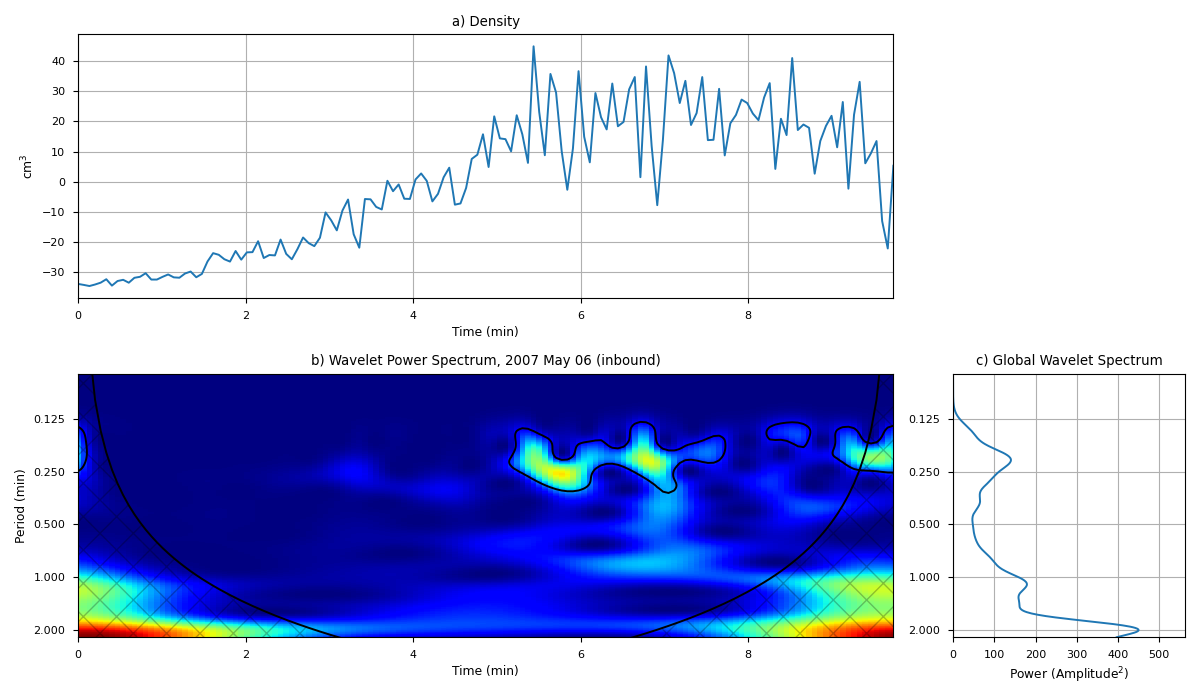 a) Density
cm³
40
30
20
10
0
−10
−20
−30
0 2 4 6 8
Time (min)
b) Wavelet Power Spectrum, 2007 May 06 (inbound)
Period (min)
0.125
0.250
0.500
1.000
2.000
0 2 4 6 8
Time (min)
c) Global Wavelet Spectrum
0.125
0.250
0.500
1.000
2.000
0 100 200 300 400 500
Power (Amplitude²)